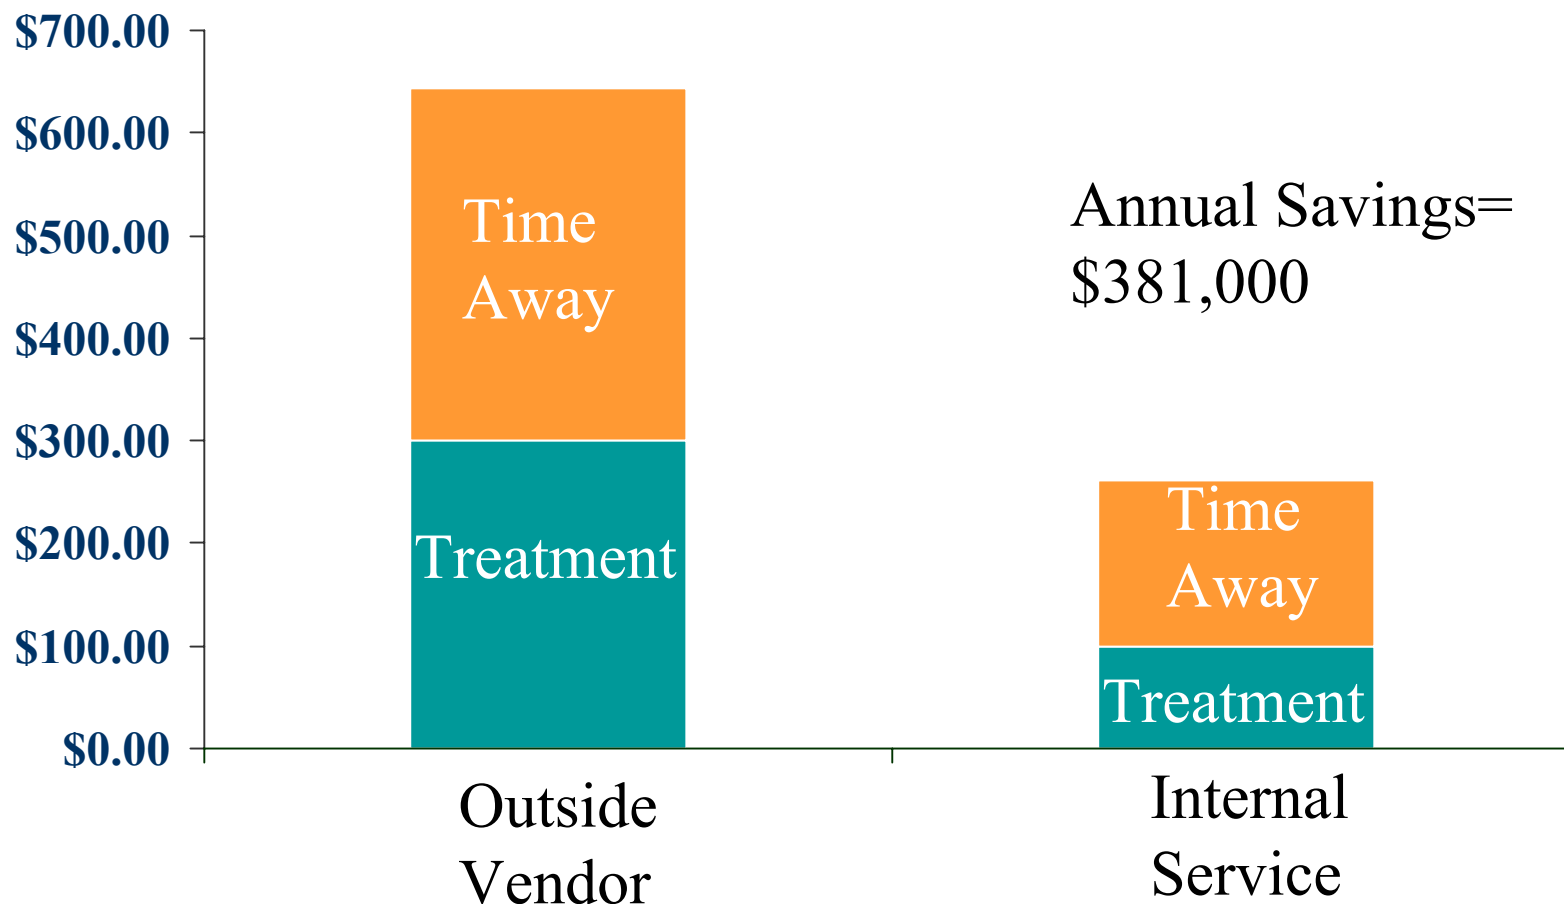 $700.00
$600.00
$500.00
$400.00
$300.00
$200.00
$100.00
$0.00
Time
Away
Treatment
Annual Savings=
$381,000
Time
Away
Treatment
Outside
Vendor
Internal
Service